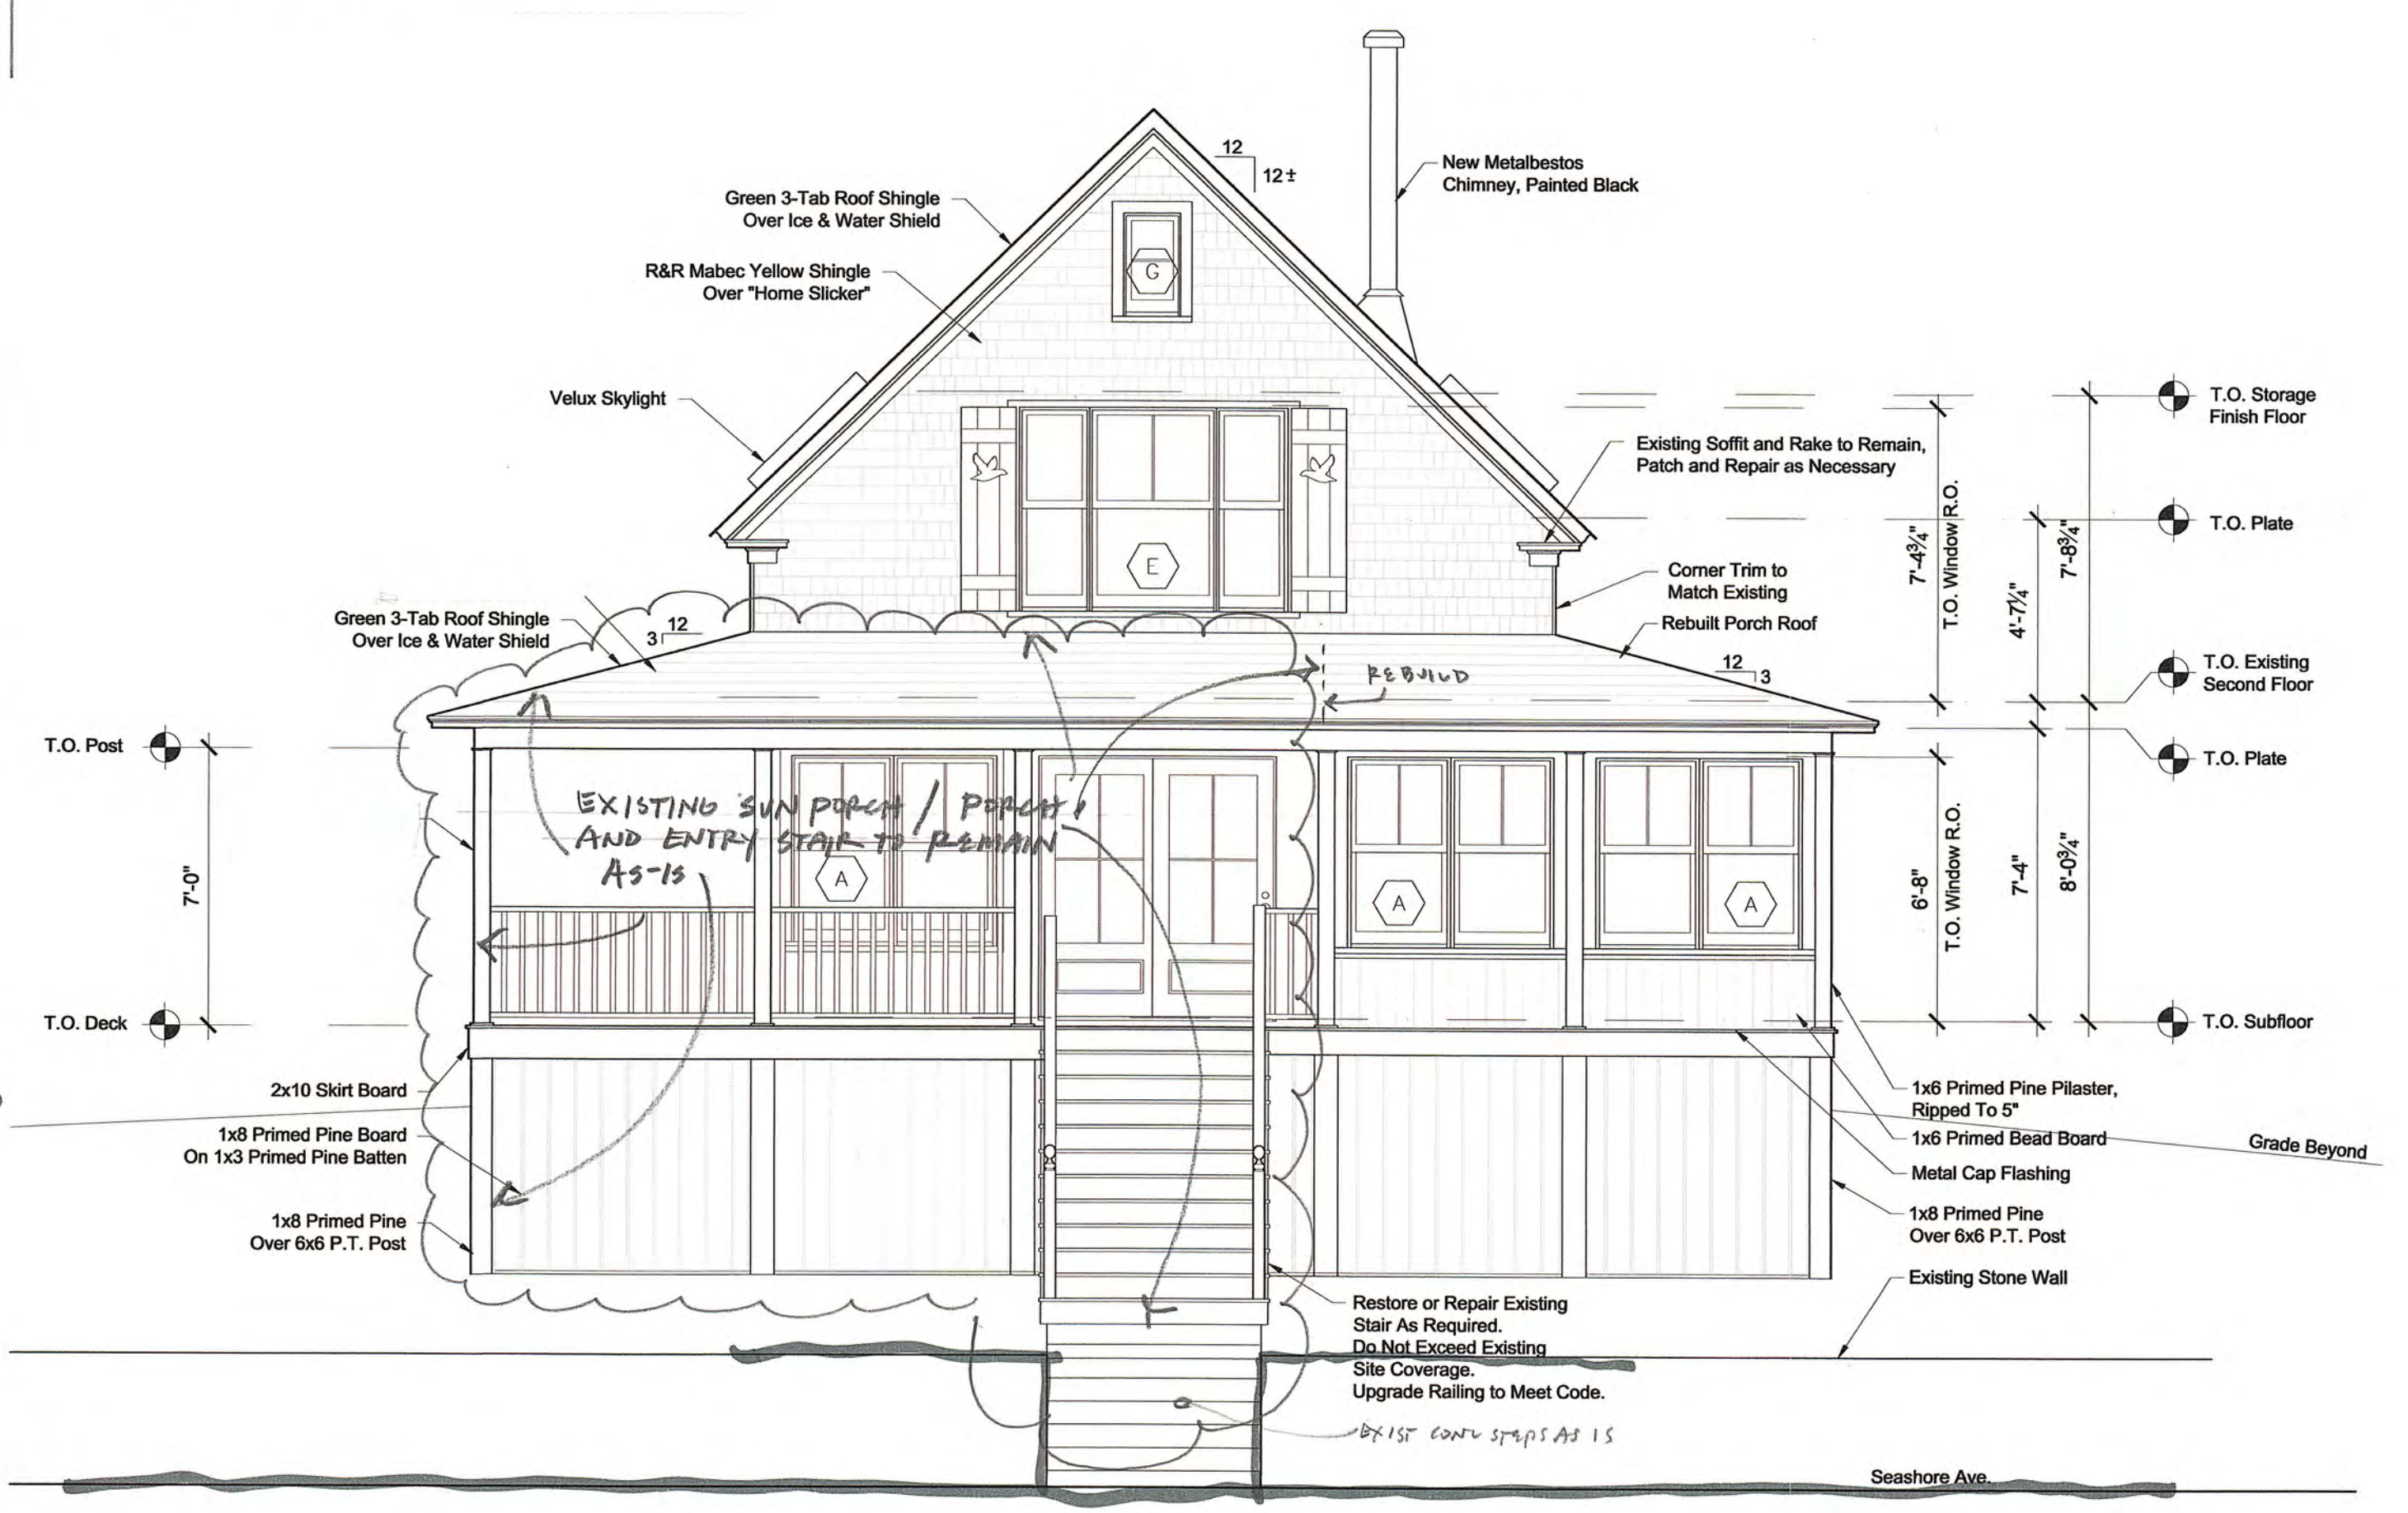 12
12±
New Metalbestos
Chimney, Painted Black
Green 3-Tab Roof Shingle
Over Ice & Water Shield
R&R Mabec Yellow Shingle
Over "Home Slicker"
G
Velux Skylight
T.O. Storage
Finish Floor
Existing Soffit and Rake to Remain,
Patch and Repair as Necessary
T.O. Plate
7'-4¾"
T.O. Window R.O.
4'-7¼"
7'-8¾"
E
Corner Trim to
Match Existing
Rebuilt Porch Roof
Green 3-Tab Roof Shingle
Over Ice & Water Shield
12
3
REBUILD
12
3
T.O. Existing
Second Floor
T.O. Post
T.O. Plate
EXISTING SUN PORCH / PORCH
AND ENTRY STAIR TO REMAIN
AS-IS
A
A
A
7'-0"
6'-8"
T.O. Window R.O.
7'-4"
8'-0¾"
T.O. Deck
T.O. Subfloor
2x10 Skirt Board
1x8 Primed Pine Board
On 1x3 Primed Pine Batten
1x8 Primed Pine
Over 6x6 P.T. Post
1x6 Primed Pine Pilaster,
Ripped To 5"
1x6 Primed Bead Board
Grade Beyond
Metal Cap Flashing
1x8 Primed Pine
Over 6x6 P.T. Post
Existing Stone Wall
Restore or Repair Existing
Stair As Required.
Do Not Exceed Existing
Site Coverage.
Upgrade Railing to Meet Code.
EXIST CONC STEPS AS IS
Seashore Ave.